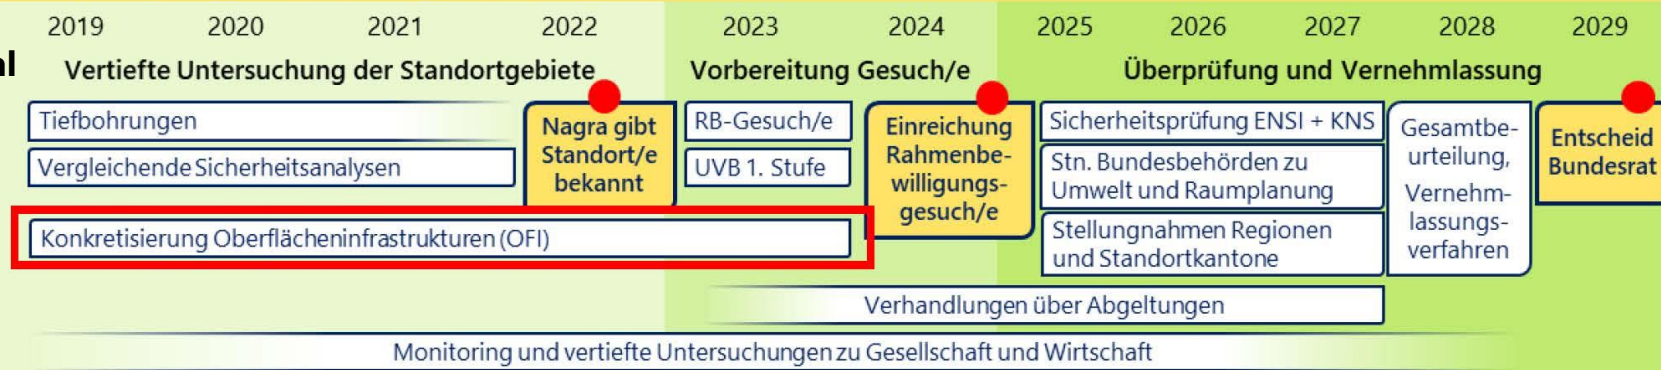 2019 2020 2021 2022 2023 2024 2025 2026 2027 2028 2029
al
Vertiefte Untersuchung der Standortgebiete
Vorbereitung Gesuch/e
Überprüfung und Vernehmlassung
Tiefbohrungen
Vergleichende Sicherheitsanalysen
Nagra gibt
Standort/e
bekannt
RB-Gesuch/e
UVB 1. Stufe
Einreichung
Rahmenbe-
willigungs-
gesuch/e
Sicherheitsprüfung ENSI + KNS
Stn. Bundesbehörden zu
Umwelt und Raumplanung
Stellungnahmen Regionen
und Standortkantone
Gesamtbe-
urteilung,
Vernehm-
lassungs-
verfahren
Entscheid
Bundesrat
Konkretisierung Oberflächeninfrastrukturen (OFI)
Verhandlungen über Abgeltungen
Monitoring und vertiefte Untersuchungen zu Gesellschaft und Wirtschaft